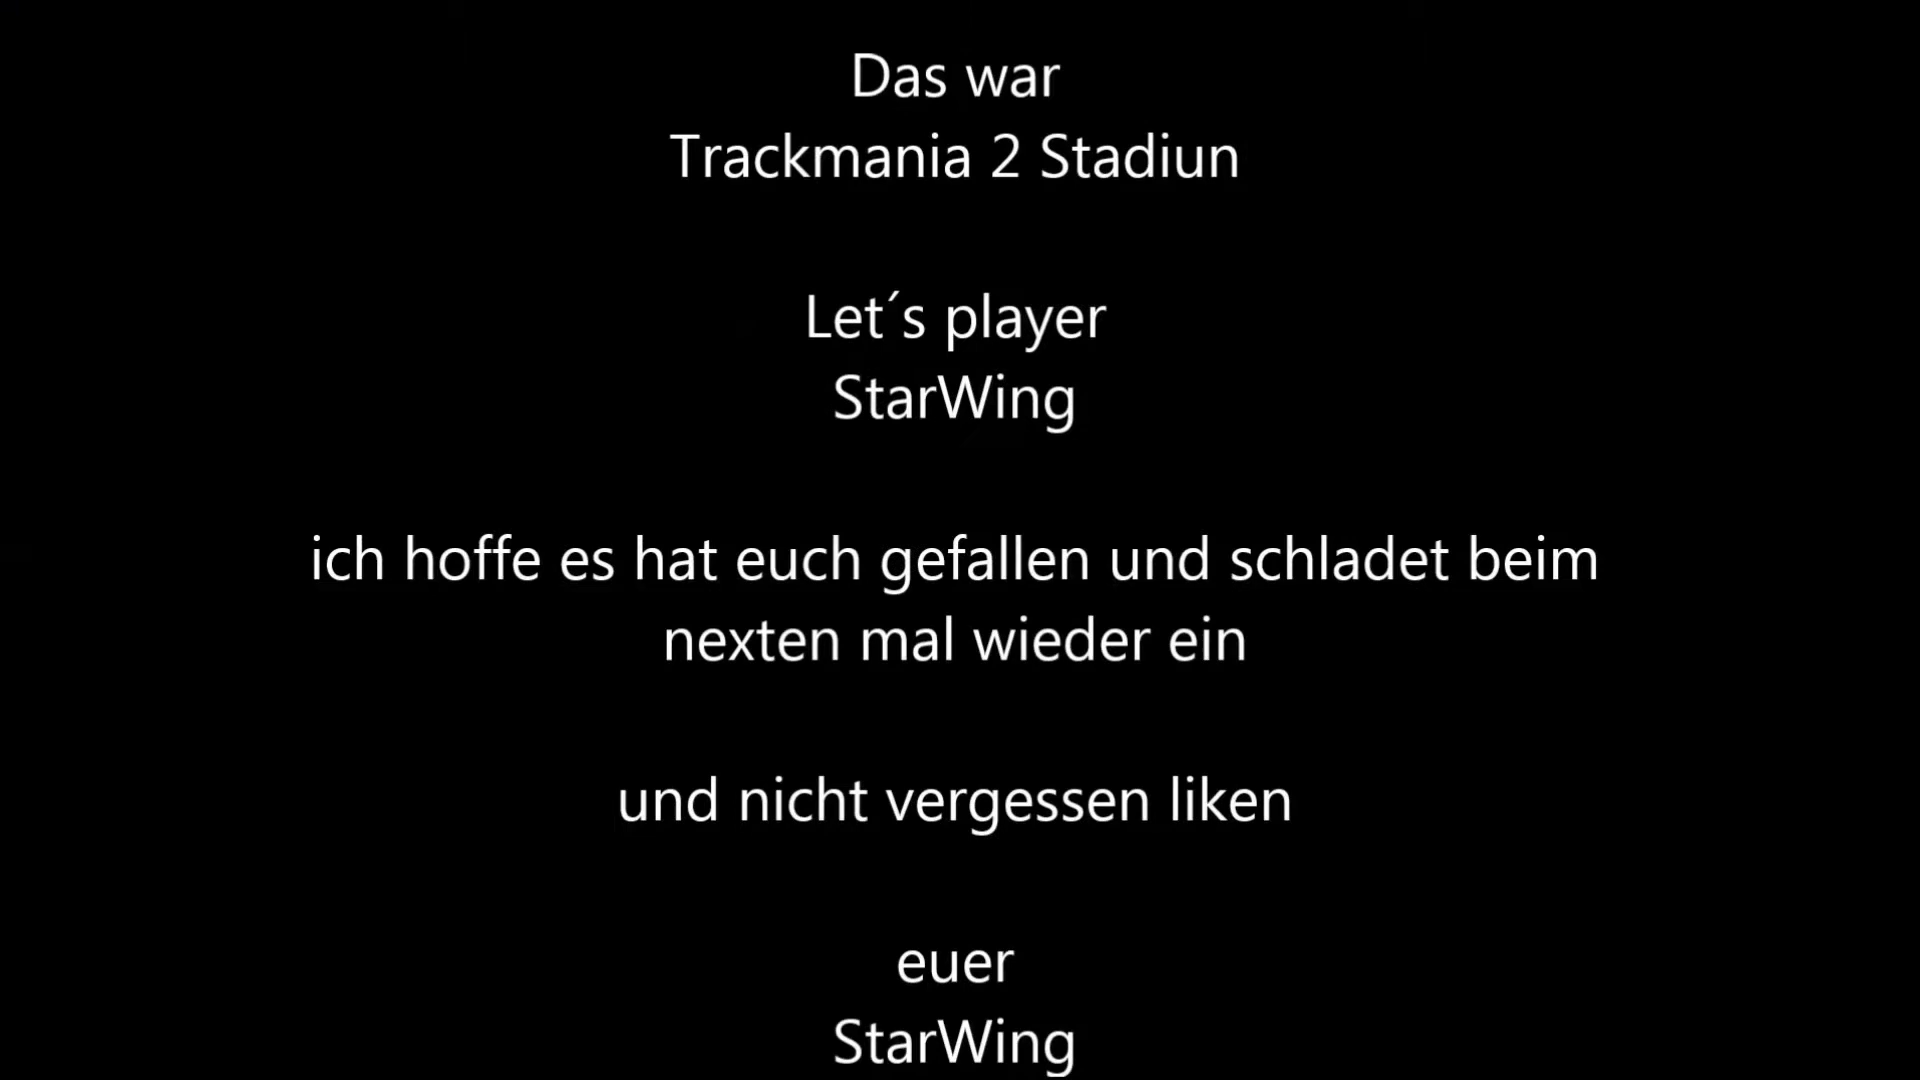 Das war
Trackmania 2 Stadiun
Let´s player
StarWing
ich hoffe es hat euch gefallen und schladet beim
nexten mal wieder ein
und nicht vergessen liken
euer
StarWing